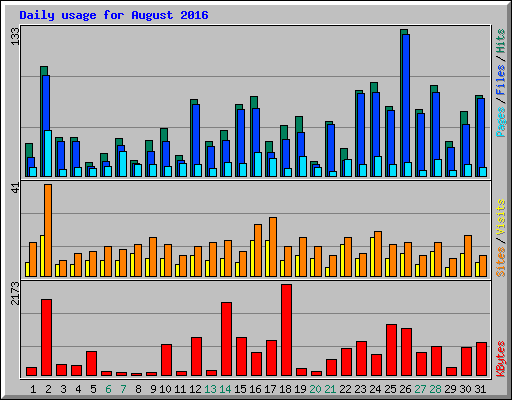 Daily usage for August 2016
133
Pages / Files / Hits
41
Sites / Visits
2173
KBytes
1 2 3 4 5 6 7 8 9 10 11 12 13 14 15 16 17 18 19 20 21 22 23 24 25 26 27 28 29 30 31